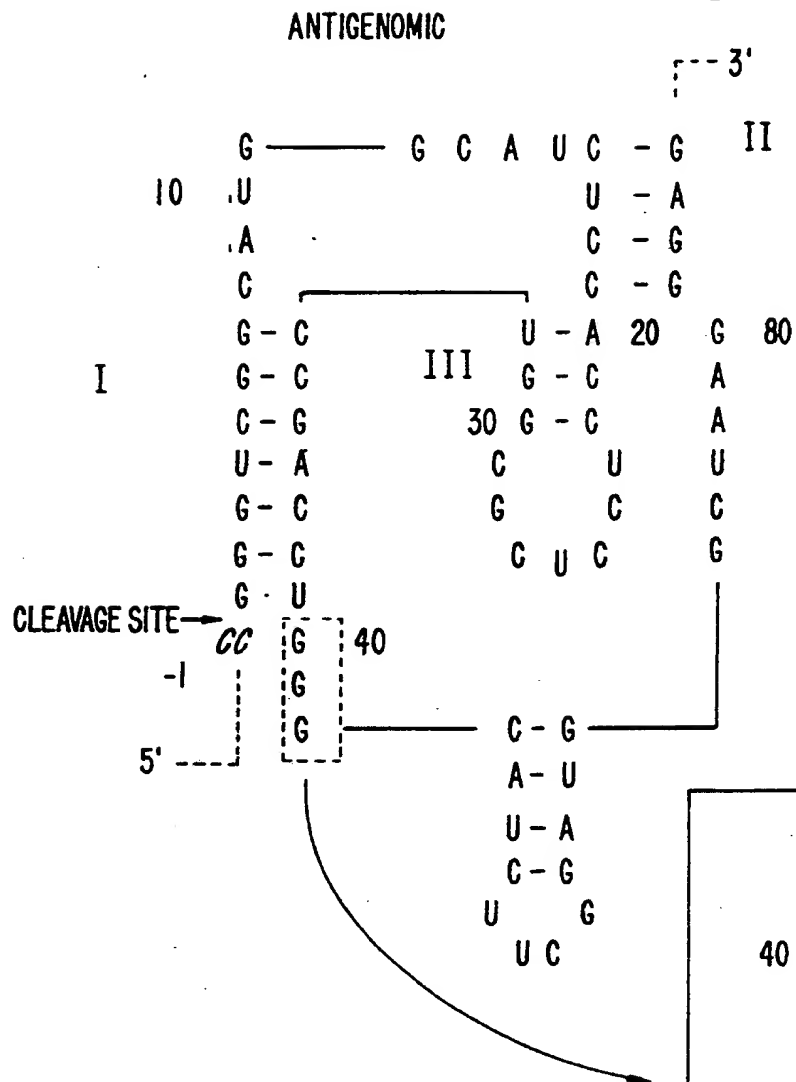 ANTIGENOMIC
3'
G G C A U C - G II
10 U U - A
A C - G
C C - G
G - C U - A 20 G 80
I G - C III G - C A
C - G 30 G - C A
U - A C U U
G - C G C C
G - C C U C G
G · U
CLEAVAGE SITE
CC G 40
-1 G
G C - G
5'
A - U
U - A
C - G
U G
U C 40